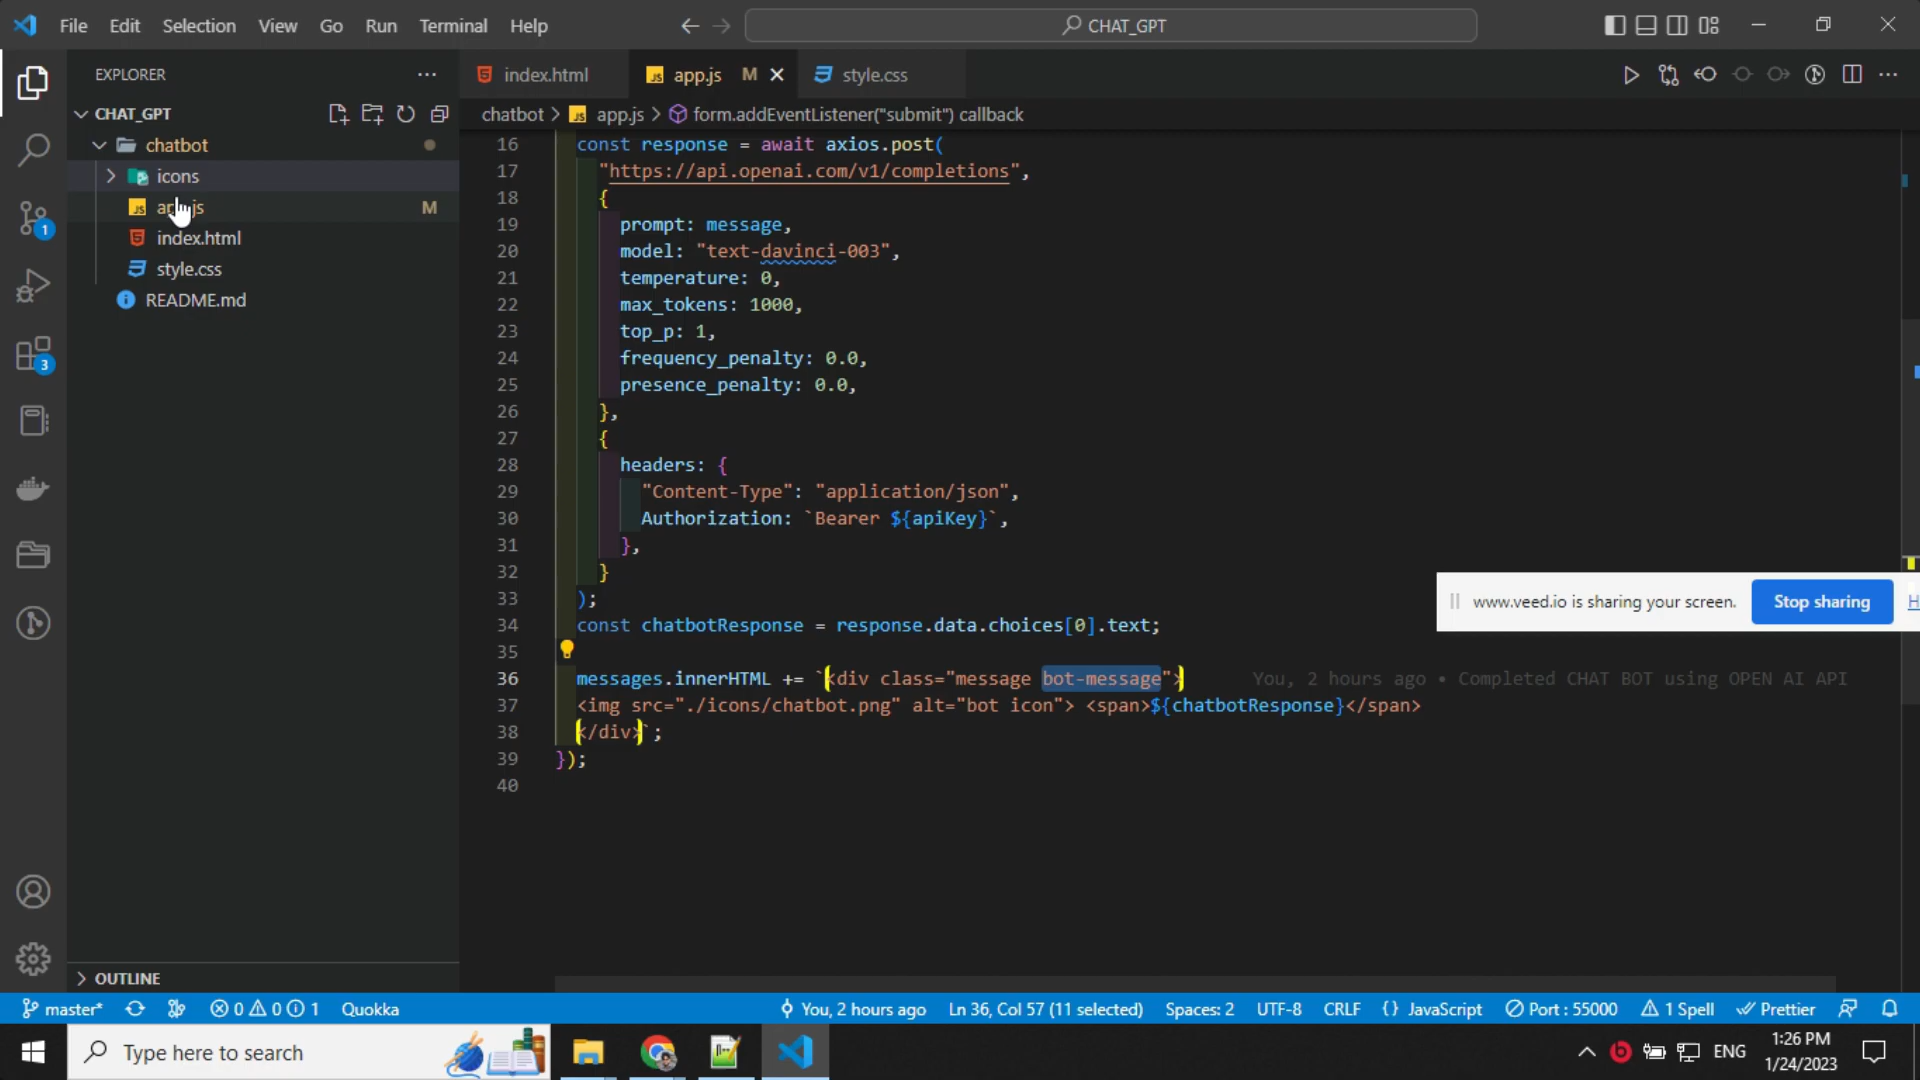 File Edit Selection View Go Run Terminal Help
CHAT_GPT
EXPLORER
CHAT_GPT
chatbot
icons
app.js M
index.html
style.css
README.md
OUTLINE
index.html
app.js M
style.css
chatbot > app.js > form.addEventListener("submit") callback
16 const response = await axios.post(
17 "https://api.openai.com/v1/completions",
18 {
19 prompt: message,
20 model: "text-davinci-003",
21 temperature: 0,
22 max_tokens: 1000,
23 top_p: 1,
24 frequency_penalty: 0.0,
25 presence_penalty: 0.0,
26 },
27 {
28 headers: {
29 "Content-Type": "application/json",
30 Authorization: `Bearer ${apiKey}`,
31 },
32 }
33 );
34 const chatbotResponse = response.data.choices[0].text;
35
36 messages.innerHTML += `<div class="message bot-message"> You, 2 hours ago • Completed CHAT BOT using OPEN AI API
37 <img src="./icons/chatbot.png" alt="bot icon"> <span>${chatbotResponse}</span>
38 </div>`;
39 });
40
www.veed.io is sharing your screen. Stop sharing H
1
3
master* 0 0 1 Quokka You, 2 hours ago Ln 36, Col 57 (11 selected) Spaces: 2 UTF-8 CRLF {} JavaScript Port : 55000 1 Spell Prettier
Type here to search
ENG
1:26 PM
1/24/2023